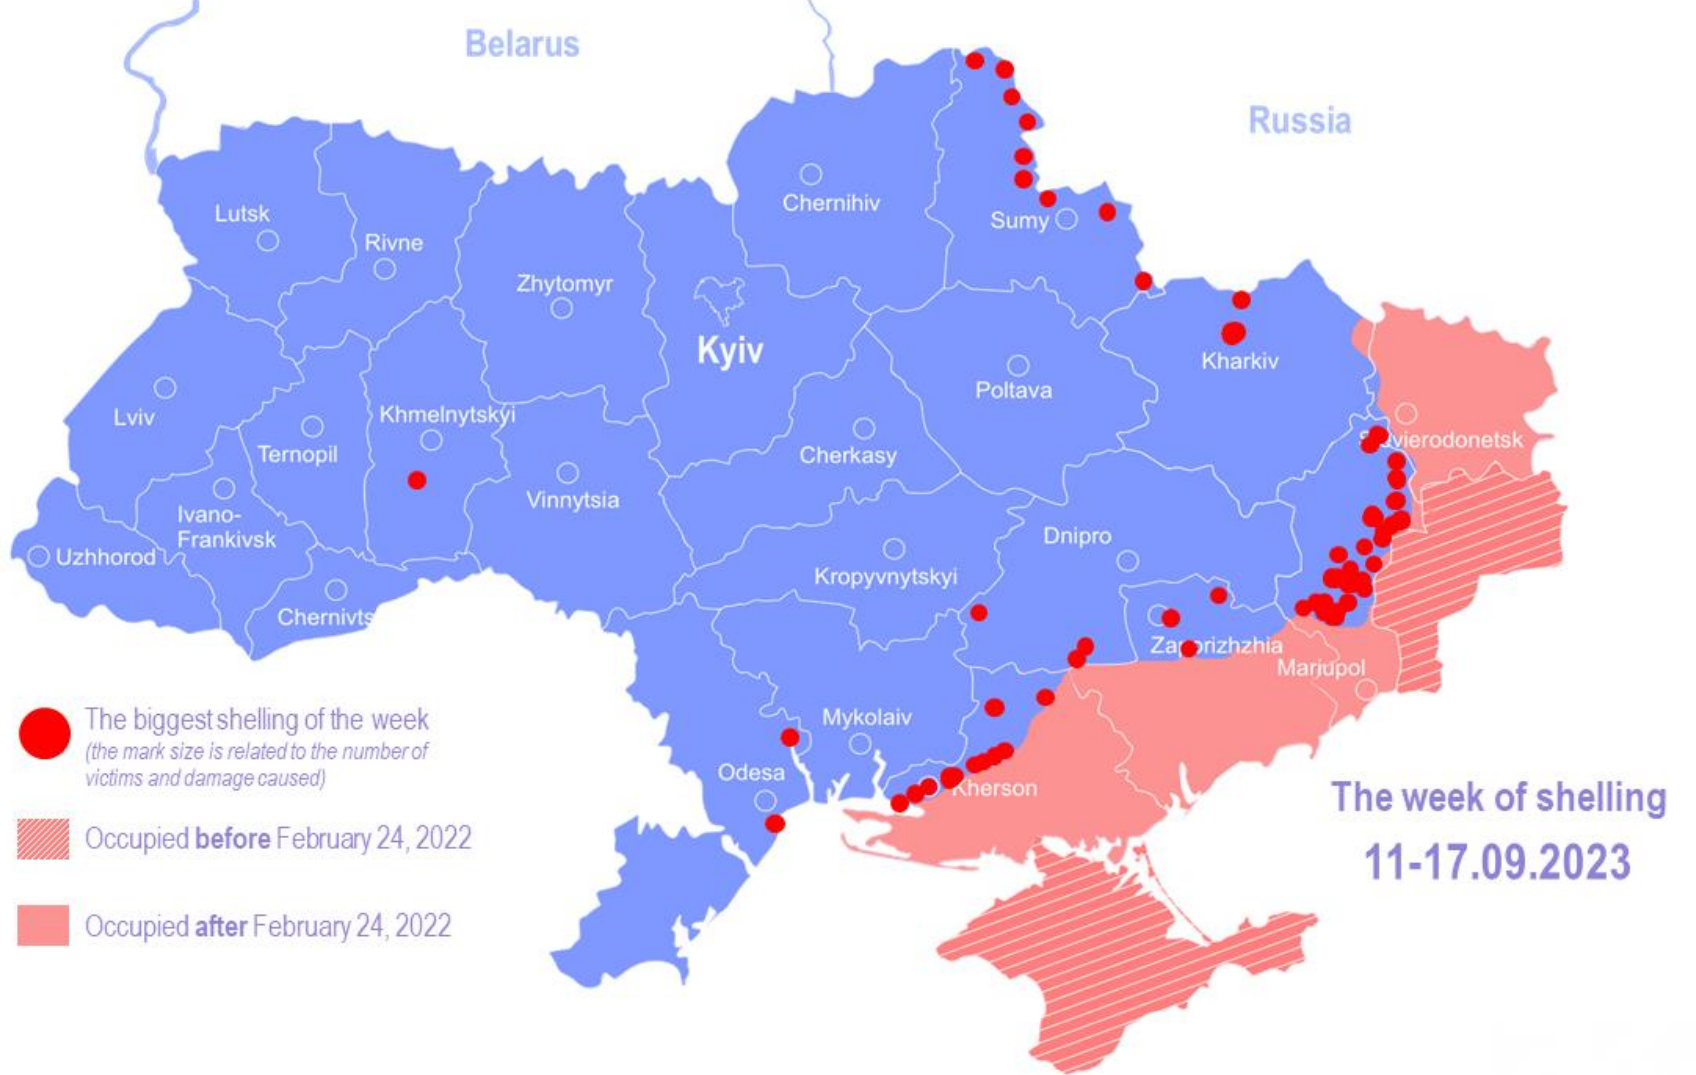 Belarus
Russia
Chernihiv
Lutsk
Sumy
Rivne
Zhytomyr
Kyiv
Kharkiv
Poltava
Lviv
Khmelnytskyi
Ternopil
Cherkasy
Vinnytsia
Ivano-
Frankivsk
Uzhhorod
Dnipro
Kropyvnytskyi
Chernivts
Zaporizhzhia
Mariupol
Mykolaiv
Odesa
Kherson
The biggest shelling of the week
(the mark size is related to the number of
victims and damage caused)
Occupied before February 24, 2022
Occupied after February 24, 2022
The week of shelling
11-17.09.2023